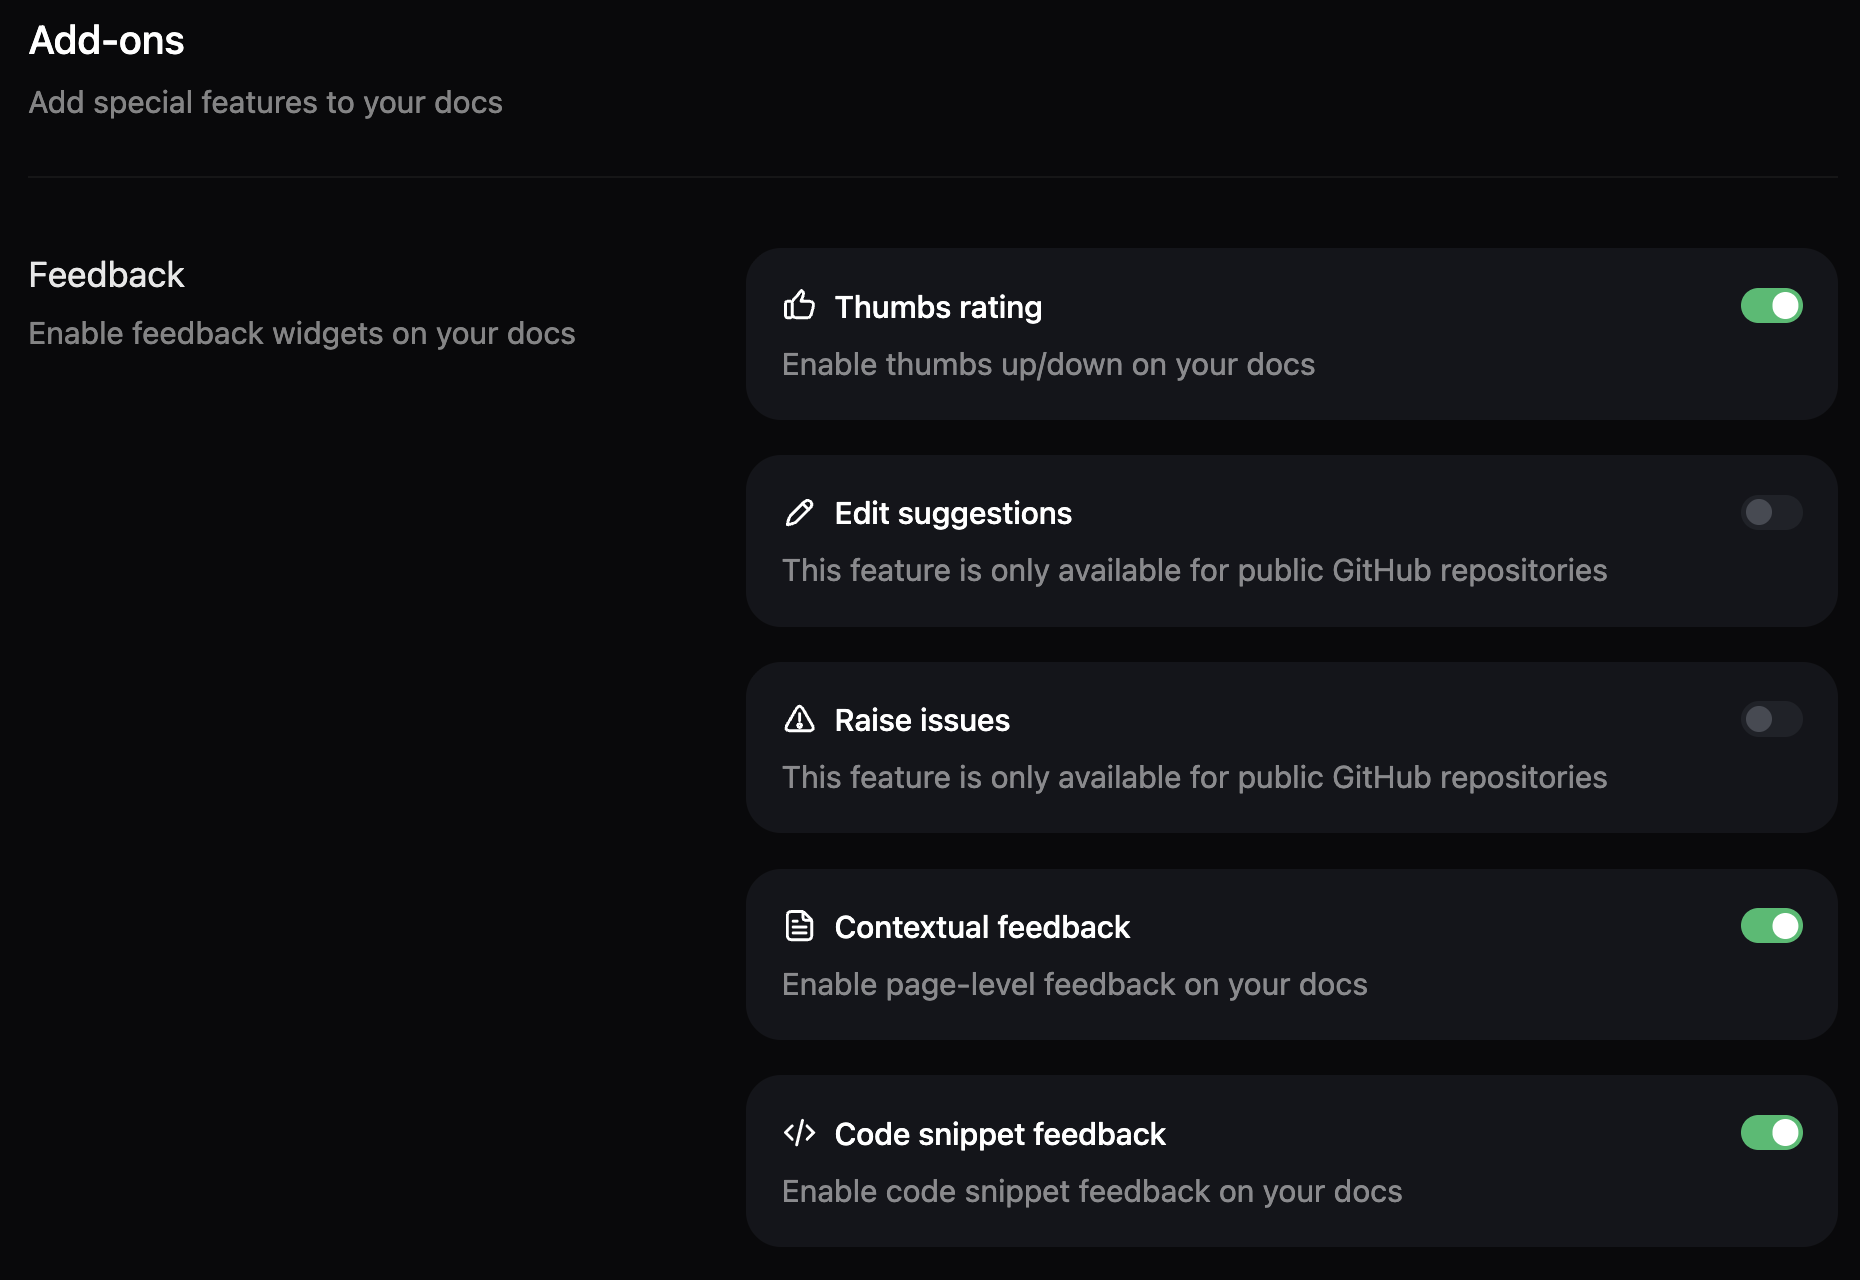 Add-ons
Add special features to your docs
Feedback
Enable feedback widgets on your docs
Thumbs rating
Enable thumbs up/down on your docs
Edit suggestions
This feature is only available for public GitHub repositories
Raise issues
This feature is only available for public GitHub repositories
Contextual feedback
Enable page-level feedback on your docs
Code snippet feedback
Enable code snippet feedback on your docs